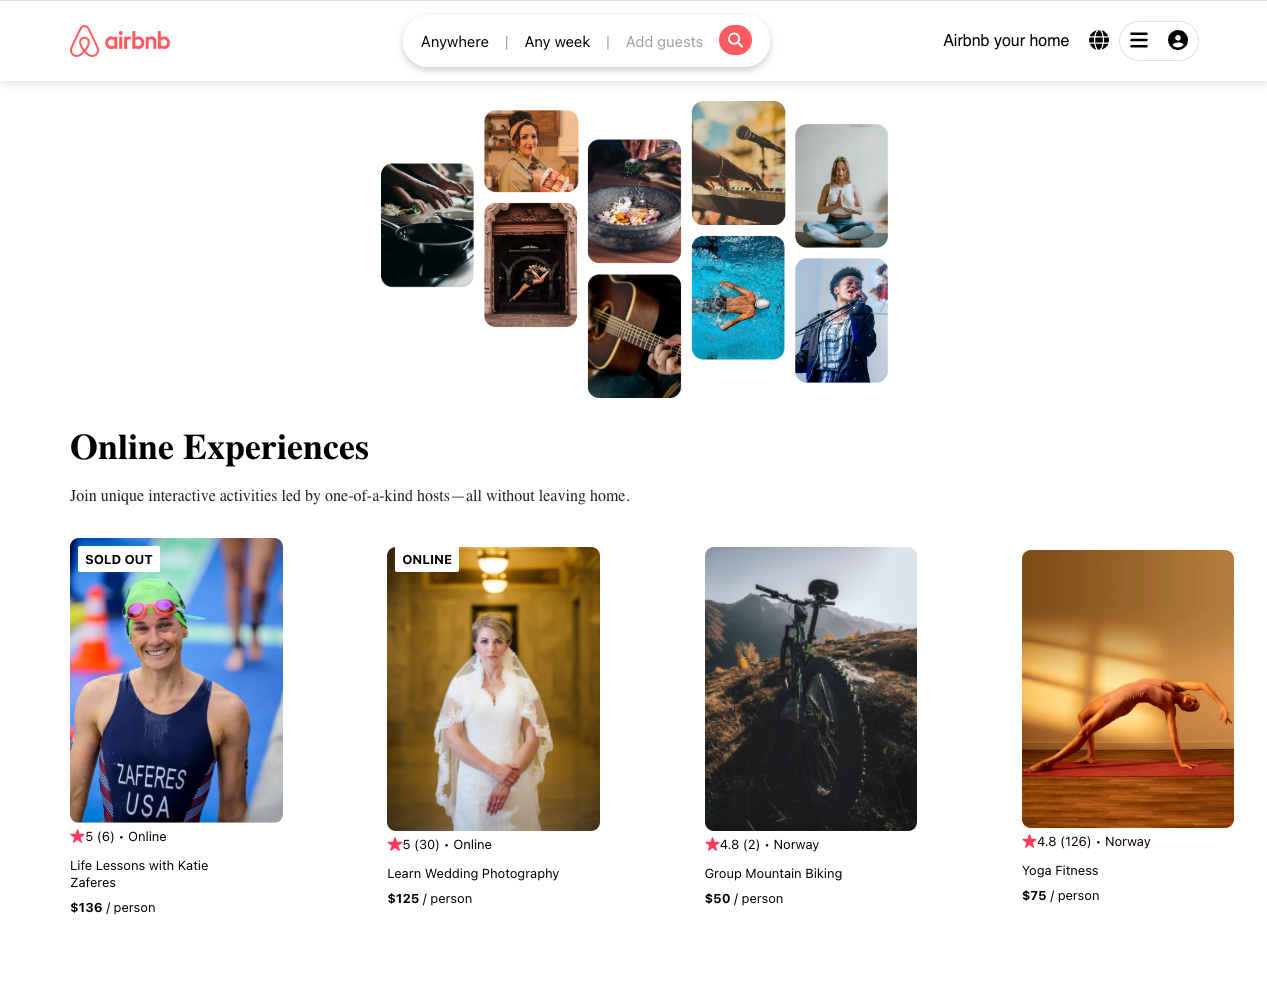 airbnb
Anywhere | Any week | Add guests
Airbnb your home
Online Experiences
Join unique interactive activities led by one-of-a-kind hosts—all without leaving home.
SOLD OUT
ZAFERES
USA
5 (6) • Online
Life Lessons with Katie
Zaferes
$136 / person
ONLINE
5 (30) • Online
Learn Wedding Photography
$125 / person
4.8 (2) • Norway
Group Mountain Biking
$50 / person
4.8 (126) • Norway
Yoga Fitness
$75 / person